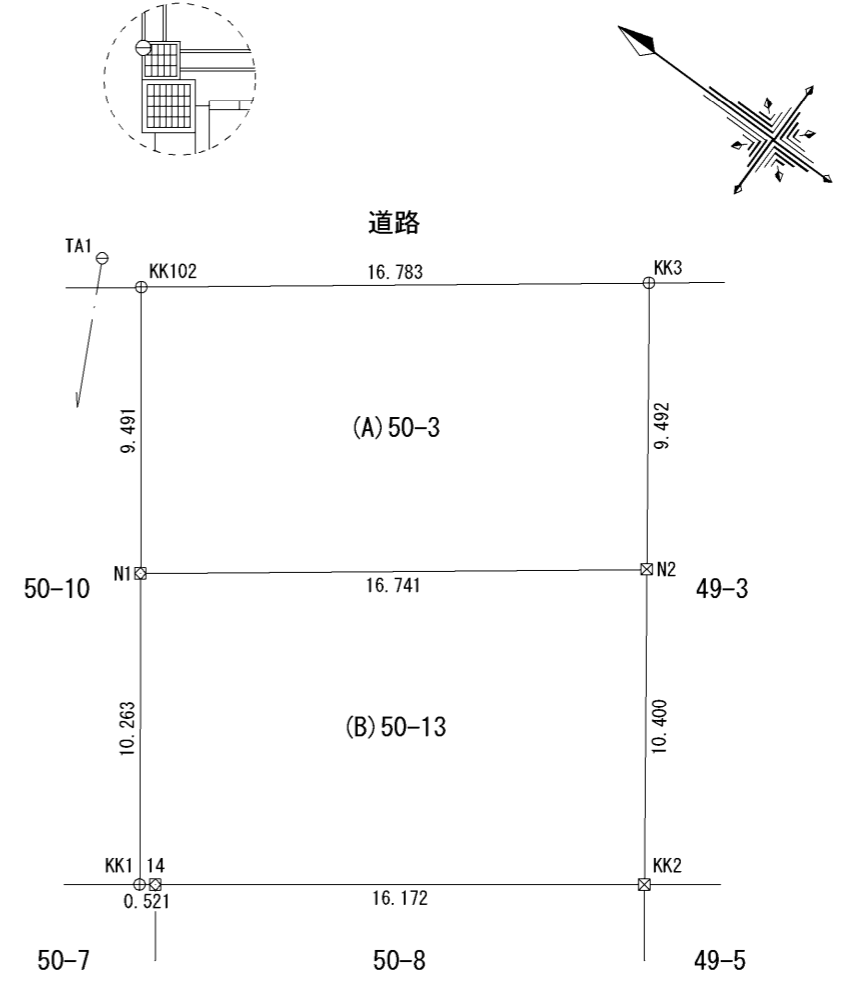 道路
TA1
KK102
16.783
KK3
9.491
(A)50-3
9.492
50-10
N1
16.741
N2
49-3
10.263
(B)50-13
10.400
KK1
14
KK2
0.521
16.172
50-7
50-8
49-5